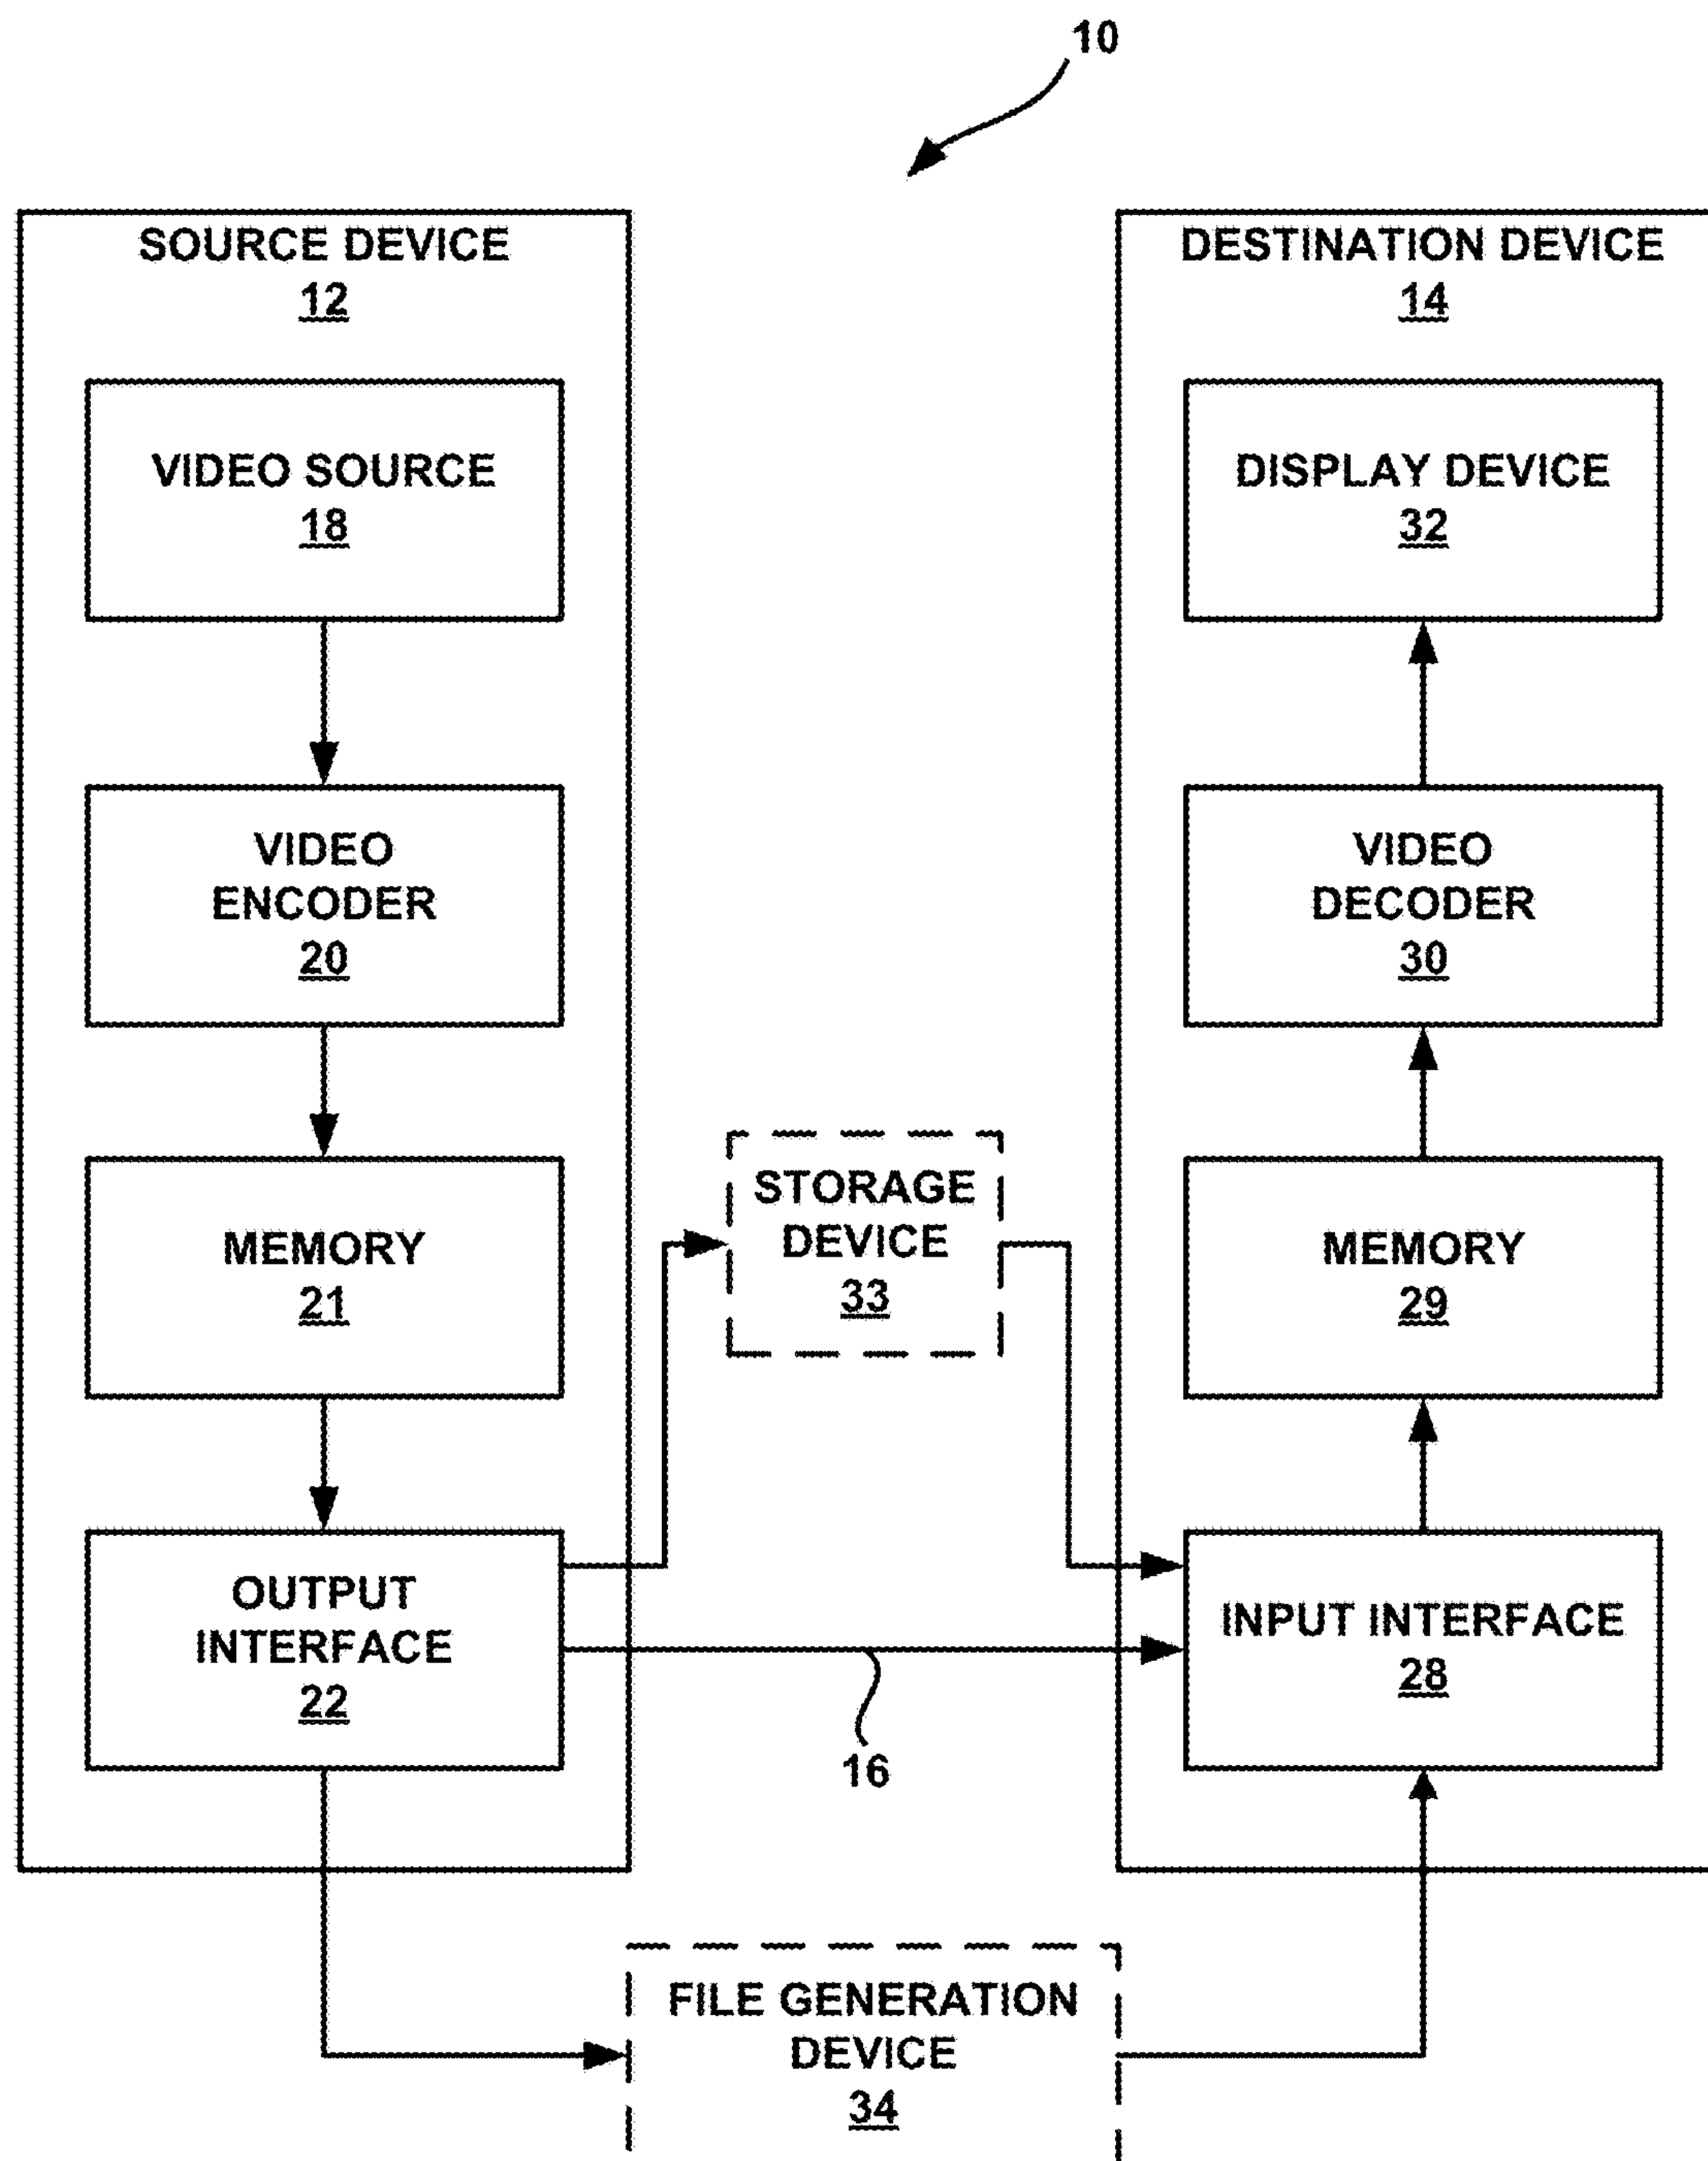 10
SOURCE DEVICE
12
VIDEO SOURCE
18
VIDEO
ENCODER
20
MEMORY
21
OUTPUT
INTERFACE
22
STORAGE
DEVICE
33
16
FILE GENERATION
DEVICE
34
DESTINATION DEVICE
14
DISPLAY DEVICE
32
VIDEO
DECODER
30
MEMORY
29
INPUT INTERFACE
28